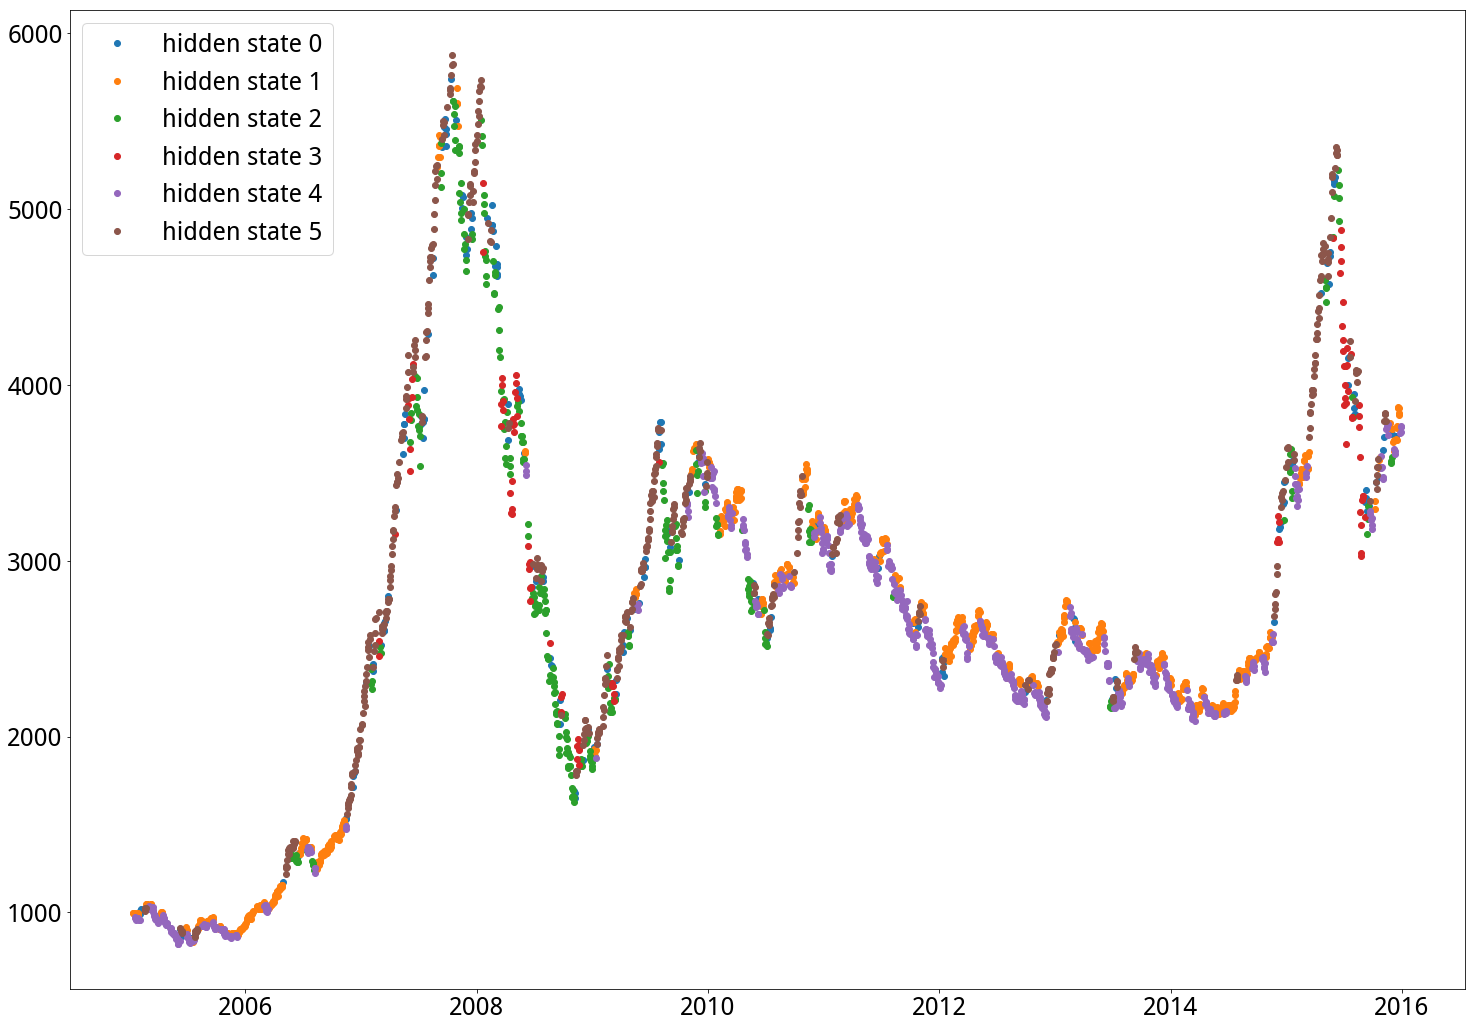 6000
5000
4000
3000
2000
1000
hidden state 0
hidden state 1
hidden state 2
hidden state 3
hidden state 4
hidden state 5
2006 2008 2010 2012 2014 2016